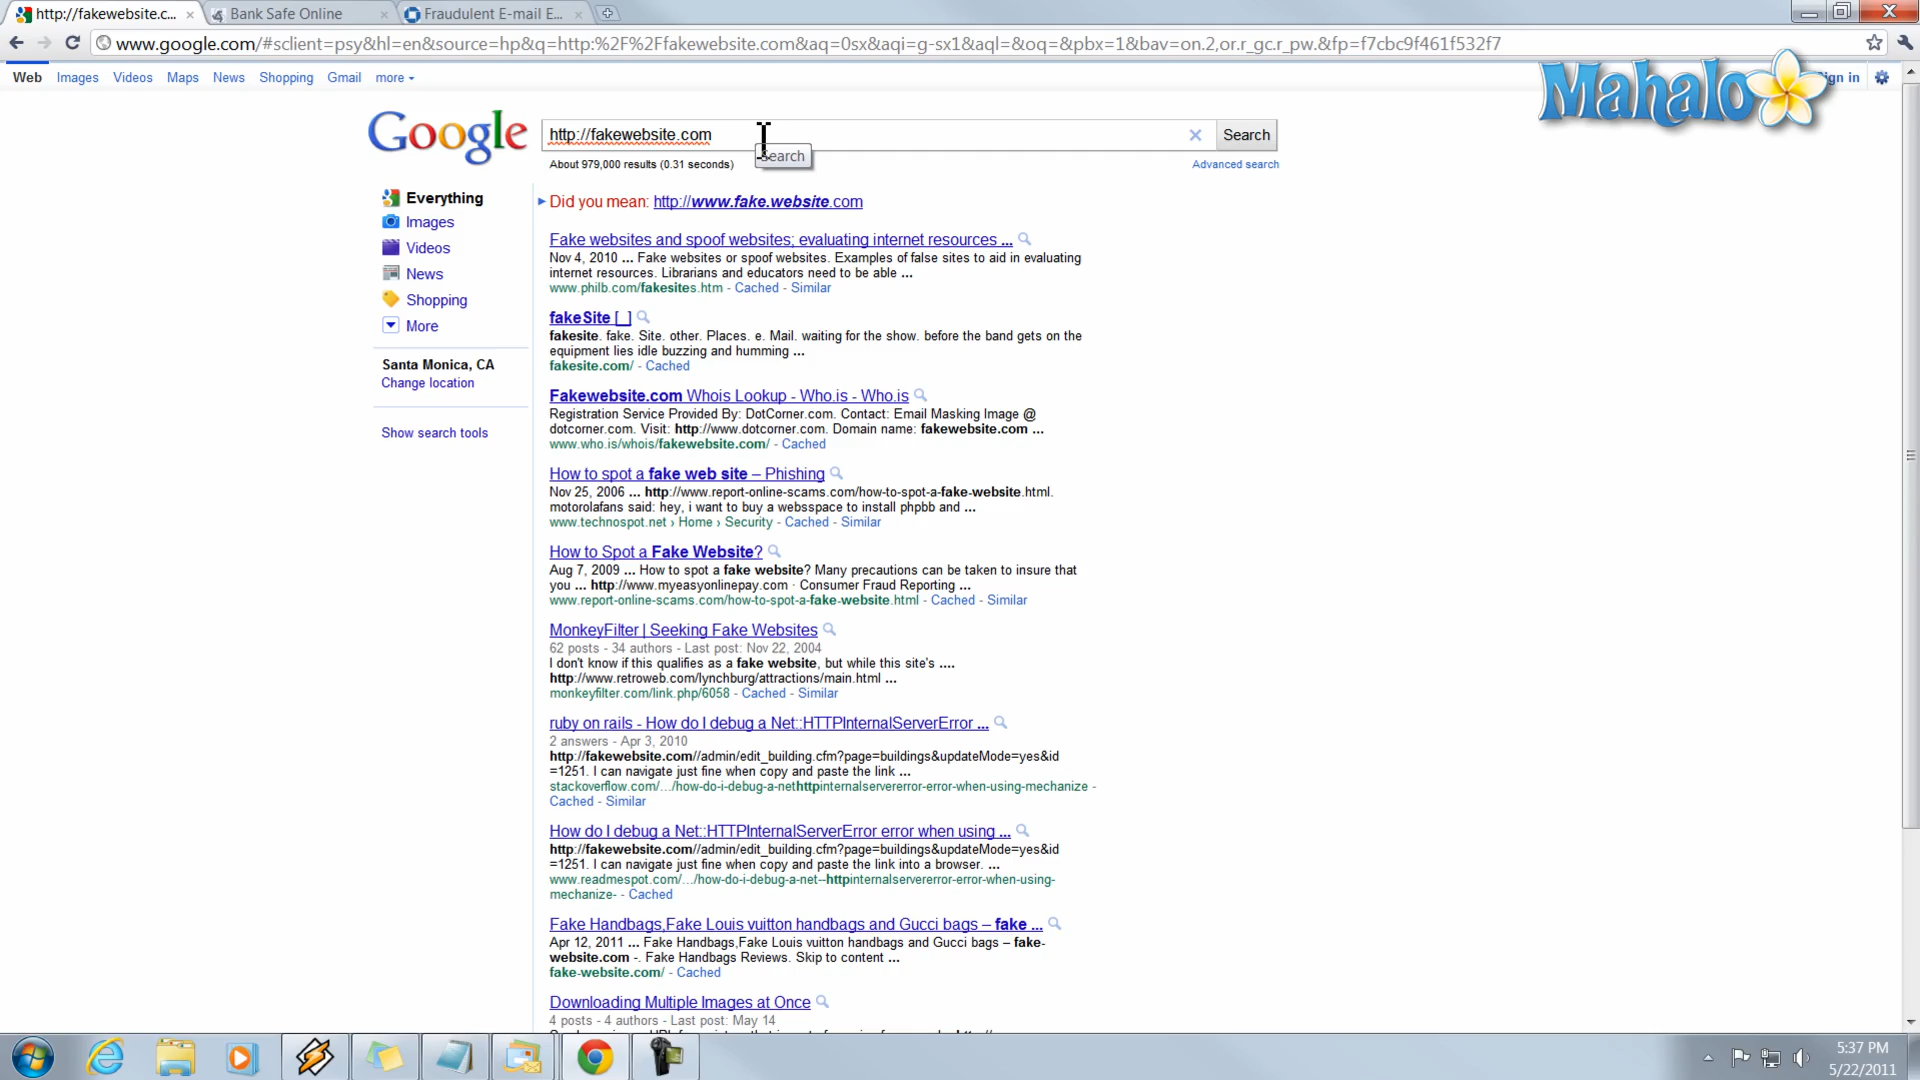 http://fakewebsite.c...
Bank Safe Online
Fraudulent E-mail E...
www.google.com/#sclient=psy&hl=en&source=hp&q=http:%2F%2Ffakewebsite.com&aq=0sx&aqi=g-sx1&aql=&oq=&pbx=1&bav=on.2,or.r_gc.r_pw.&fp=f7cbc9f461f532f7
Web Images Videos Maps News Shopping Gmail more
Sign in
Mahalo
Google
http://fakewebsite.com
Search
Search
About 979,000 results (0.31 seconds)
Advanced search
Everything
Images
Videos
News
Shopping
More
Santa Monica, CA
Change location
Show search tools
Did you mean: http://www.fake.website.com
Fake websites and spoof websites; evaluating internet resources ...
Nov 4, 2010 ... Fake websites or spoof websites. Examples of false sites to aid in evaluating
internet resources. Librarians and educators need to be able ...
www.philb.com/fakesites.htm - Cached - Similar
fakeSite [_]
fakesite. fake. Site. other. Places. e. Mail. waiting for the show. before the band gets on the
equipment lies idle buzzing and humming ...
fakesite.com/ - Cached
Fakewebsite.com Whois Lookup - Who.is - Who.is
Registration Service Provided By: DotCorner.com. Contact: Email Masking Image @
dotcorner.com. Visit: http://www.dotcorner.com. Domain name: fakewebsite.com ...
www.who.is/whois/fakewebsite.com/ - Cached
How to spot a fake web site – Phishing
Nov 25, 2006 ... http://www.report-online-scams.com/how-to-spot-a-fake-website.html.
motorolafans said: hey, i want to buy a websspace to install phpbb and ...
www.technospot.net › Home › Security - Cached - Similar
How to Spot a Fake Website?
Aug 7, 2009 ... How to spot a fake website? Many precautions can be taken to insure that
you ... http://www.myeasyonlinepay.com · Consumer Fraud Reporting ...
www.report-online-scams.com/how-to-spot-a-fake-website.html - Cached - Similar
MonkeyFilter | Seeking Fake Websites
62 posts - 34 authors - Last post: Nov 22, 2004
I don't know if this qualifies as a fake website, but while this site's ....
http://www.retroweb.com/lynchburg/attractions/main.html ...
monkeyfilter.com/link.php/6058 - Cached - Similar
ruby on rails - How do I debug a Net::HTTPInternalServerError ...
2 answers - Apr 3, 2010
http://fakewebsite.com//admin/edit_building.cfm?page=buildings&updateMode=yes&id
=1251. I can navigate just fine when copy and paste the link ...
stackoverflow.com/.../how-do-i-debug-a-nethttpinternalservererror-error-when-using-mechanize -
Cached - Similar
How do I debug a Net::HTTPInternalServerError error when using ...
http://fakewebsite.com//admin/edit_building.cfm?page=buildings&updateMode=yes&id
=1251. I can navigate just fine when copy and paste the link into a browser. ...
www.readmespot.com/.../how-do-i-debug-a-net--httpinternalservererror-error-when-using-
mechanize- - Cached
Fake Handbags,Fake Louis vuitton handbags and Gucci bags – fake ...
Apr 12, 2011 ... Fake Handbags,Fake Louis vuitton handbags and Gucci bags – fake-
website.com -. Fake Handbags Reviews. Skip to content ...
fake-website.com/ - Cached
Downloading Multiple Images at Once
4 posts - 4 authors - Last post: May 14
5:37 PM
5/22/2011